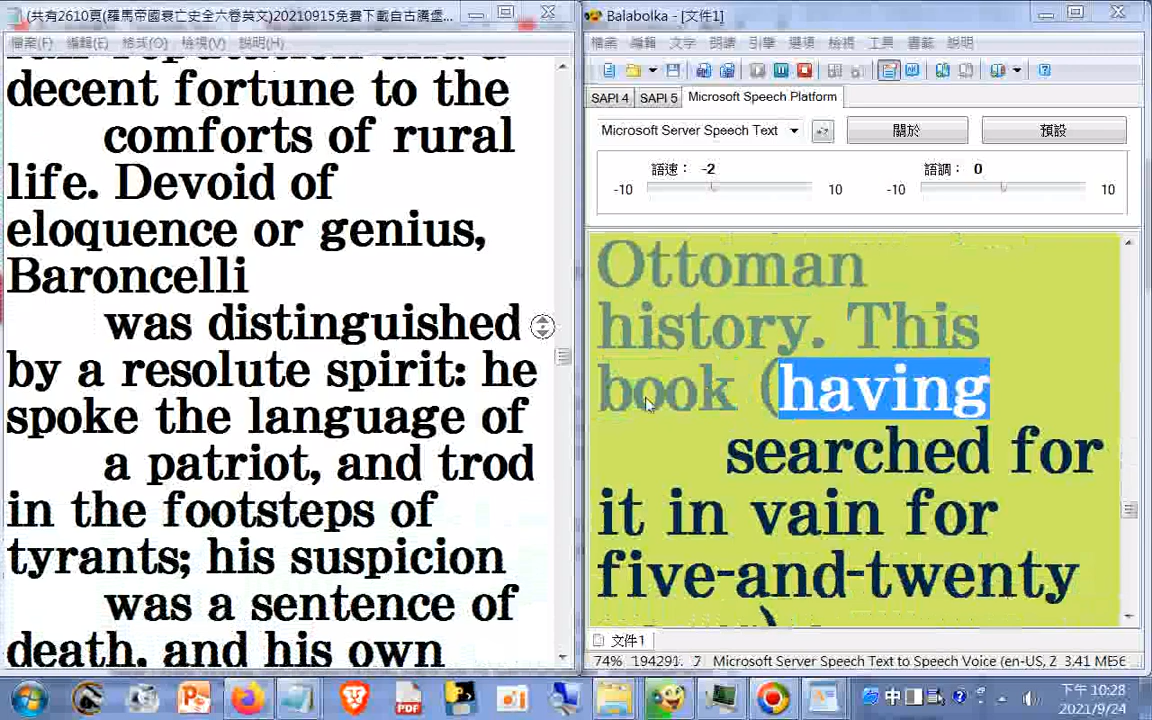 (共有2610頁(羅馬帝國衰亡史全六卷英文)20210915免費下載自古騰堡...
檔案(F) 編輯(E) 格式(O) 檢視(V) 說明(H)
fair reputation and a
decent fortune to the
comforts of rural
life. Devoid of
eloquence or genius,
Baroncelli
was distinguished
by a resolute spirit: he
spoke the language of
a patriot, and trod
in the footsteps of
tyrants; his suspicion
was a sentence of
death, and his own
Balabolka - [文件1]
檔案 編輯 文字 朗讀 引擎 選項 檢視 工具 書籤 說明
SAPI 4 SAPI 5 Microsoft Speech Platform
Microsoft Server Speech Text
關於
預設
語速： -2
-10 10
語調： 0
-10 10
Ottoman
history. This
book (having
searched for
it in vain for
five-and-twenty
文件1
74% 194291. 7 Microsoft Server Speech Text to Speech Voice (en-US, 2 3.41 ME56
PDF
中
下午 10:28
2021/9/24